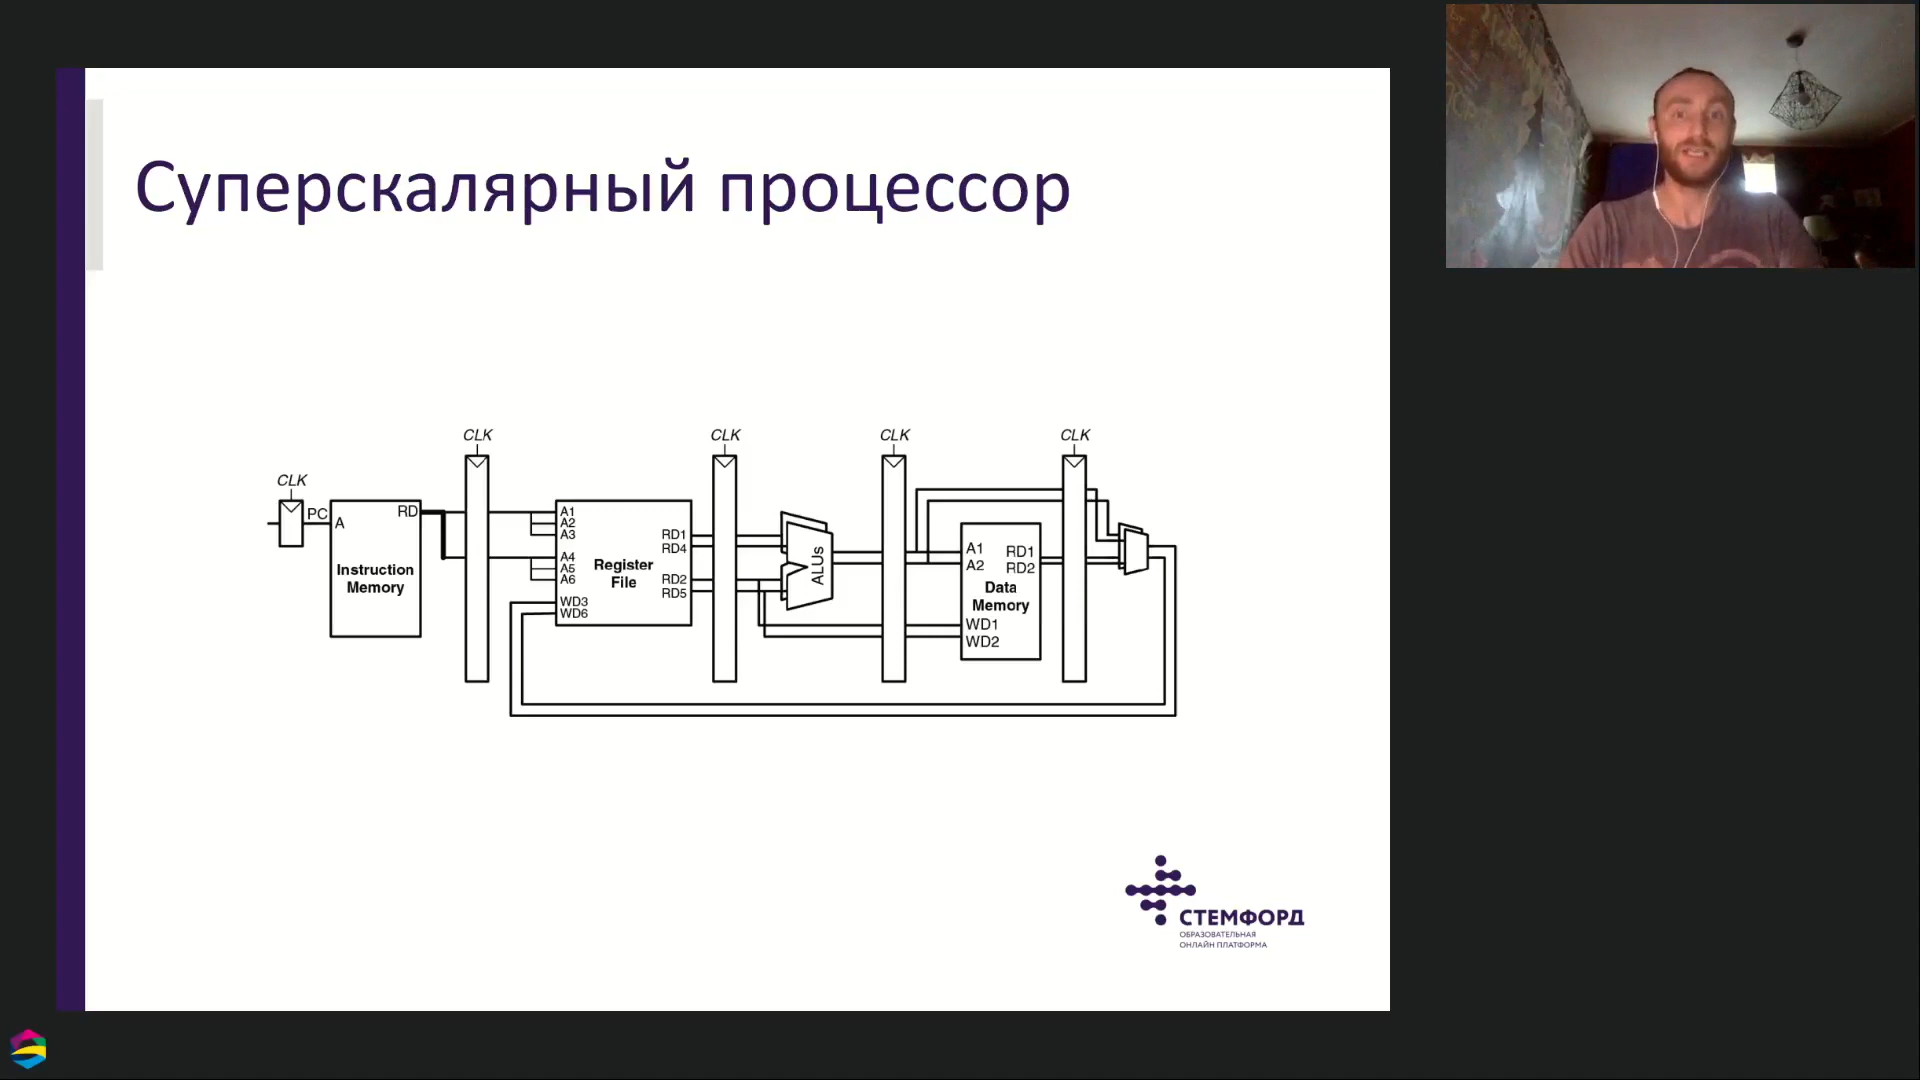 Суперскалярный процессор
CLK
CLK
CLK
CLK
CLK
PC
A
RD
Instruction
Memory
A1
A2
A3
A4
A5
A6
WD3
WD6
Register
File
RD1
RD4
RD2
RD5
ALUs
A1
A2
RD1
RD2
Data
Memory
WD1
WD2
СТЕМФОРД
ОБРАЗОВАТЕЛЬНАЯ
ОНЛАЙН ПЛАТФОРМА